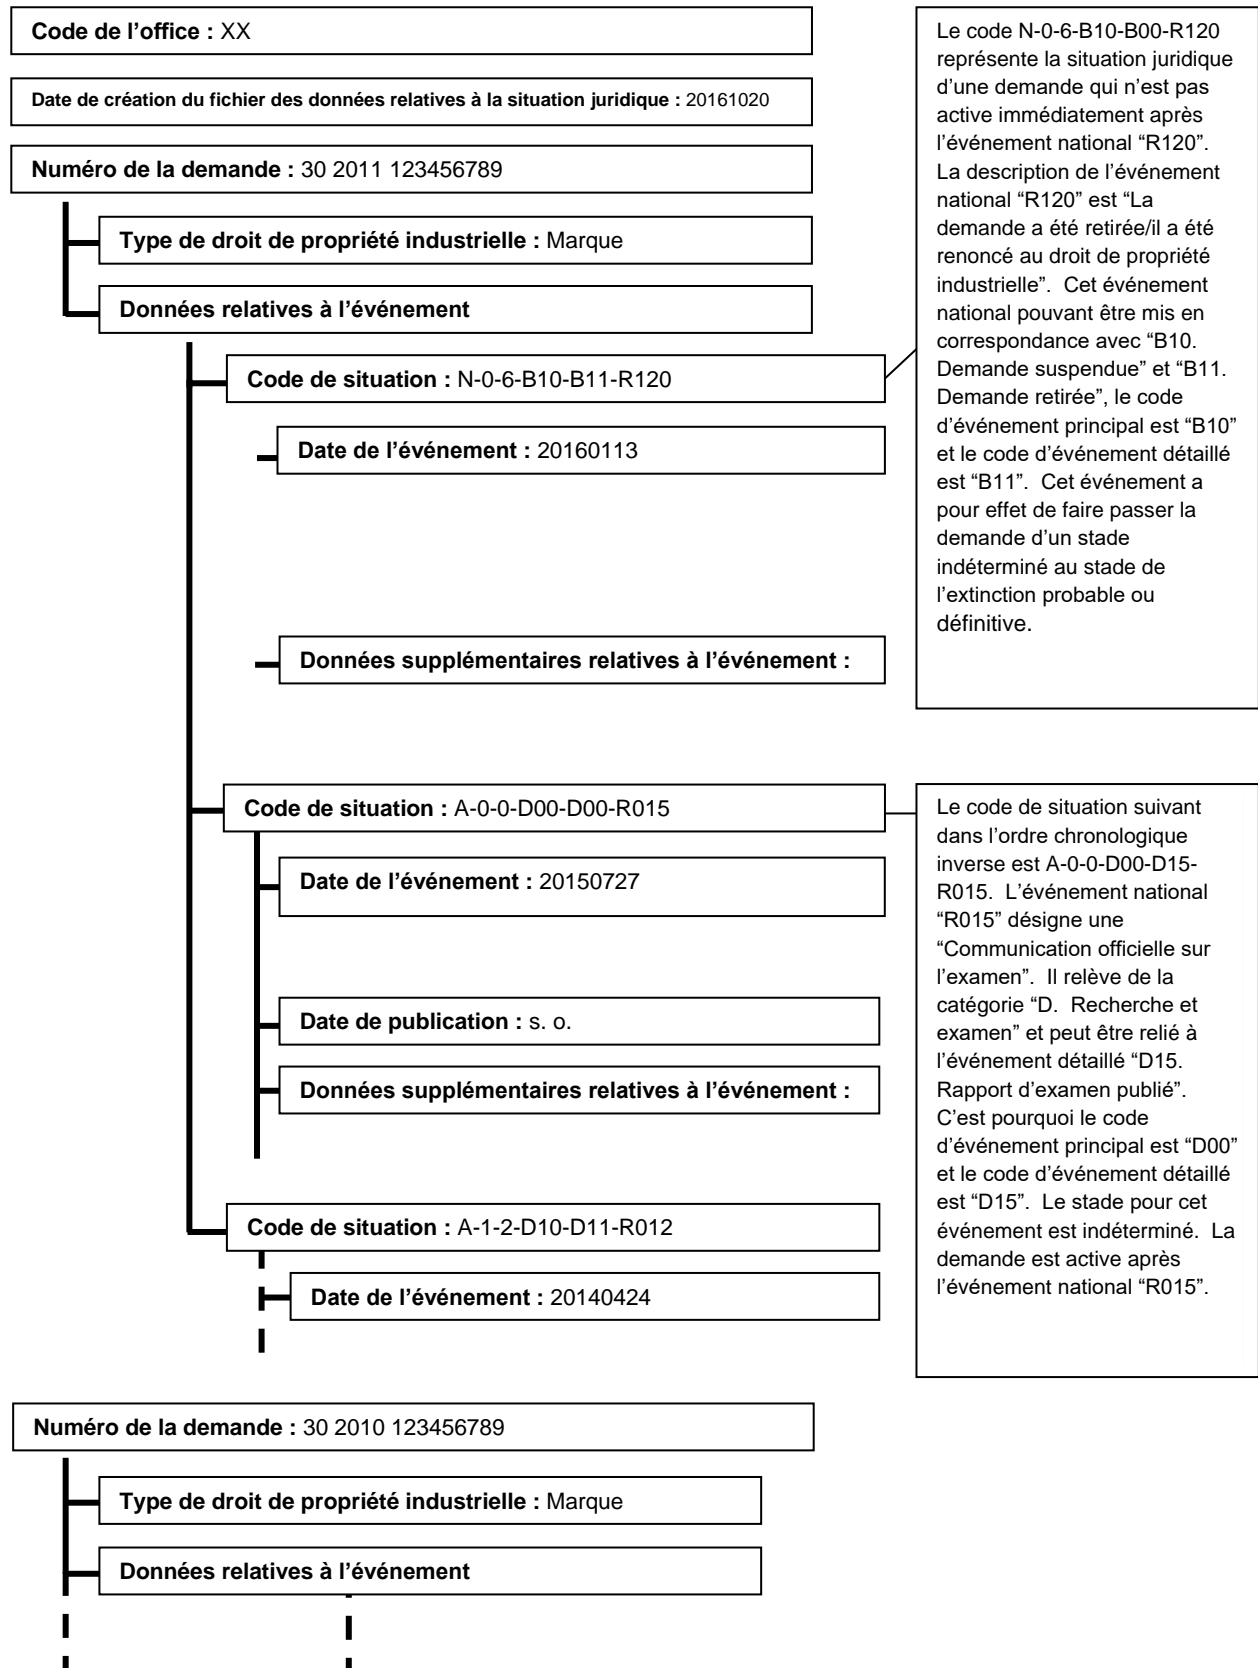 Code de l’office : XX
Date de création du fichier des données relatives à la situation juridique : 20161020
Numéro de la demande : 30 2011 123456789
Type de droit de propriété industrielle : Marque
Données relatives à l’événement
Code de situation : N-0-6-B10-B11-R120
Date de l’événement : 20160113
Données supplémentaires relatives à l’événement :
Le code N-0-6-B10-B00-R120
représente la situation juridique
d’une demande qui n’est pas
active immédiatement après
l’événement national “R120”.
La description de l’événement
national “R120” est “La
demande a été retirée/il a été
renoncé au droit de propriété
industrielle”. Cet événement
national pouvant être mis en
correspondance avec “B10.
Demande suspendue” et “B11.
Demande retirée”, le code
d’événement principal est “B10”
et le code d’événement détaillé
est “B11”. Cet événement a
pour effet de faire passer la
demande d’un stade
indéterminé au stade de
l’extinction probable ou
définitive.
Code de situation : A-0-0-D00-D00-R015
Date de l’événement : 20150727
Date de publication : s. o.
Données supplémentaires relatives à l’événement :
Le code de situation suivant
dans l’ordre chronologique
inverse est A-0-0-D00-D15-
R015. L’événement national
“R015” désigne une
“Communication officielle sur
l’examen”. Il relève de la
catégorie “D. Recherche et
examen” et peut être relié à
l’événement détaillé “D15.
Rapport d’examen publié”.
C’est pourquoi le code
d’événement principal est “D00”
et le code d’événement détaillé
est “D15”. Le stade pour cet
événement est indéterminé. La
demande est active après
l’événement national “R015”.
Code de situation : A-1-2-D10-D11-R012
Date de l’événement : 20140424
Numéro de la demande : 30 2010 123456789
Type de droit de propriété industrielle : Marque
Données relatives à l’événement